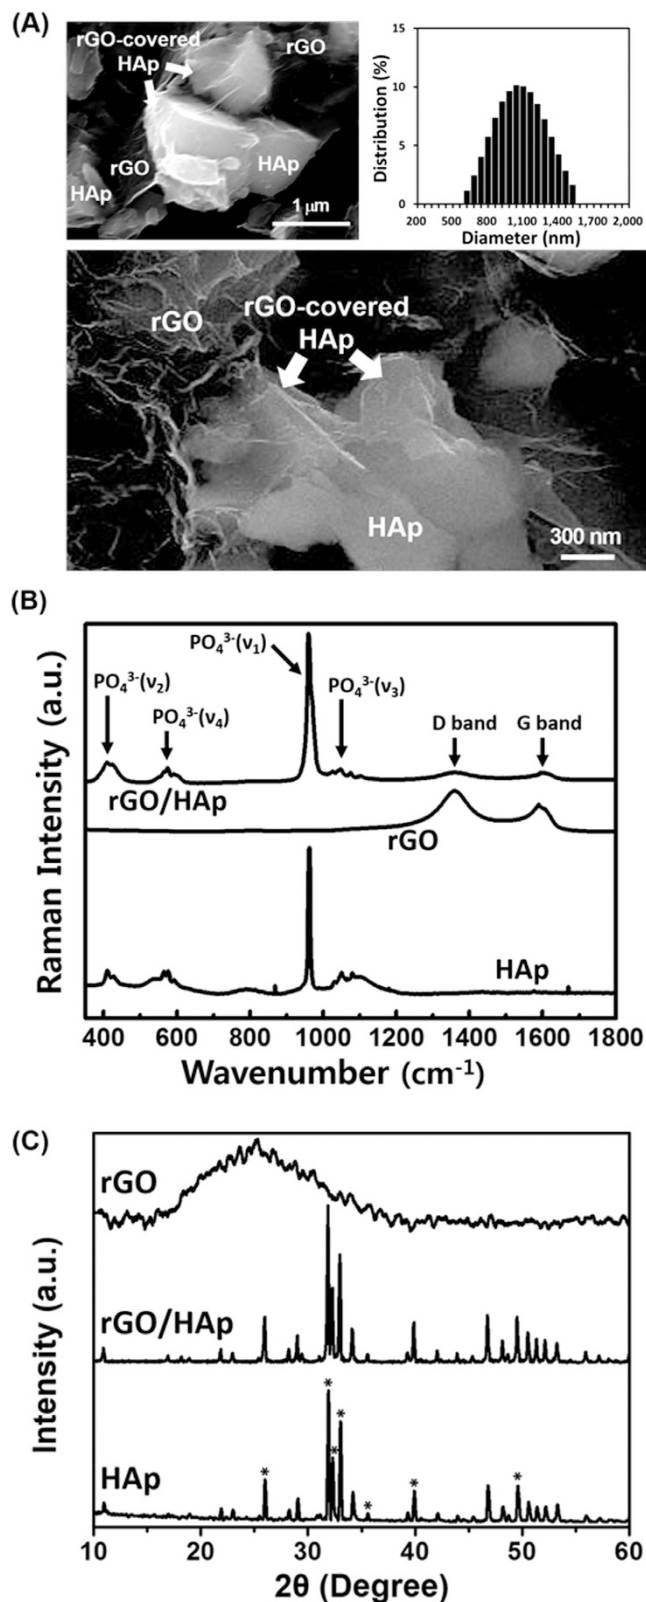 (A)
rGO-covered
HAp
rGO
rGO
HAp
HAp
1 μm
Distribution (%)
15
10
5
0
200 500 800 1,100 1,400 1,700 2,000
Diameter (nm)
rGO
rGO-covered
HAp
HAp
300 nm
(B)
Raman Intensity (a.u.)
PO₄³⁻(ν₂)
PO₄³⁻(ν₄)
PO₄³⁻(ν₁)
PO₄³⁻(ν₃)
D band
G band
rGO/HAp
rGO
HAp
400 600 800 1000 1200 1400 1600 1800
Wavenumber (cm⁻¹)
(C)
Intensity (a.u.)
rGO
rGO/HAp
HAp
* * * * * * *
10 20 30 40 50 60
2θ (Degree)